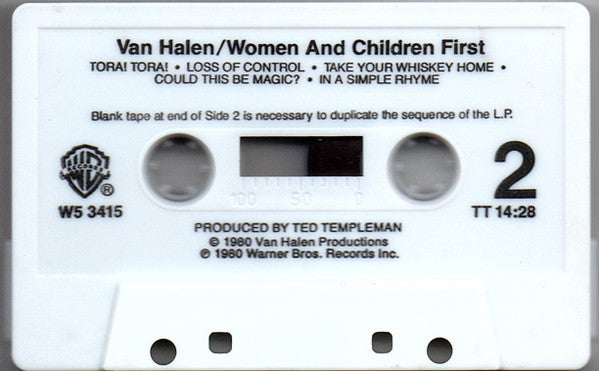 Van Halen/Women And Children First
TORA! TORA! • LOSS OF CONTROL • TAKE YOUR WHISKEY HOME •
COULD THIS BE MAGIC? • IN A SIMPLE RHYME
Blank tape at end of Side 2 is necessary to duplicate the sequence of the L.P.
RECORDS
®
W5 3415
100 50 0
2
TT 14:28
PRODUCED BY TED TEMPLEMAN
© 1980 Van Halen Productions
℗ 1980 Warner Bros. Records Inc.